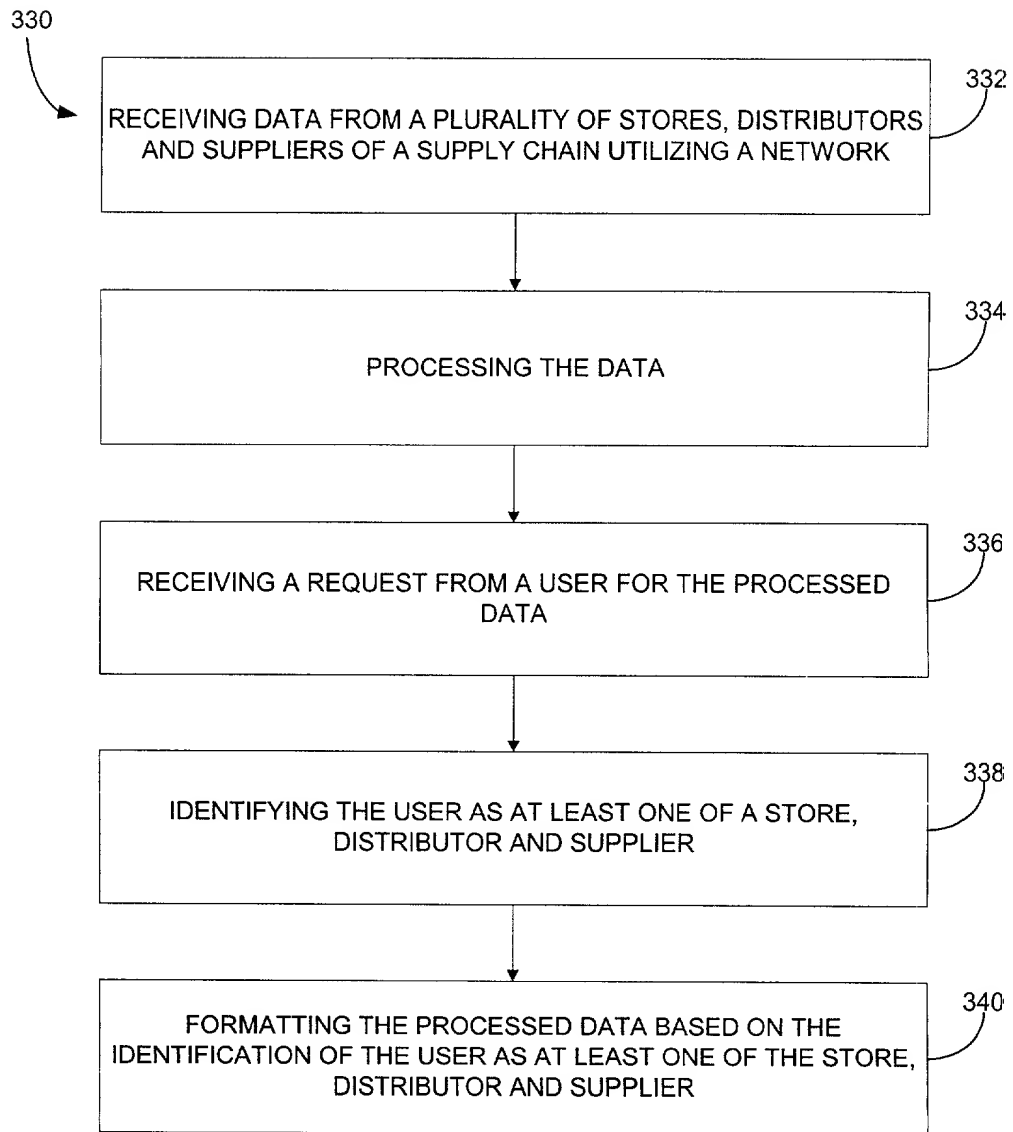 330
332
RECEIVING DATA FROM A PLURALITY OF STORES, DISTRIBUTORS
AND SUPPLIERS OF A SUPPLY CHAIN UTILIZING A NETWORK
334
PROCESSING THE DATA
336
RECEIVING A REQUEST FROM A USER FOR THE PROCESSED
DATA
338
IDENTIFYING THE USER AS AT LEAST ONE OF A STORE,
DISTRIBUTOR AND SUPPLIER
340
FORMATTING THE PROCESSED DATA BASED ON THE
IDENTIFICATION OF THE USER AS AT LEAST ONE OF THE STORE,
DISTRIBUTOR AND SUPPLIER